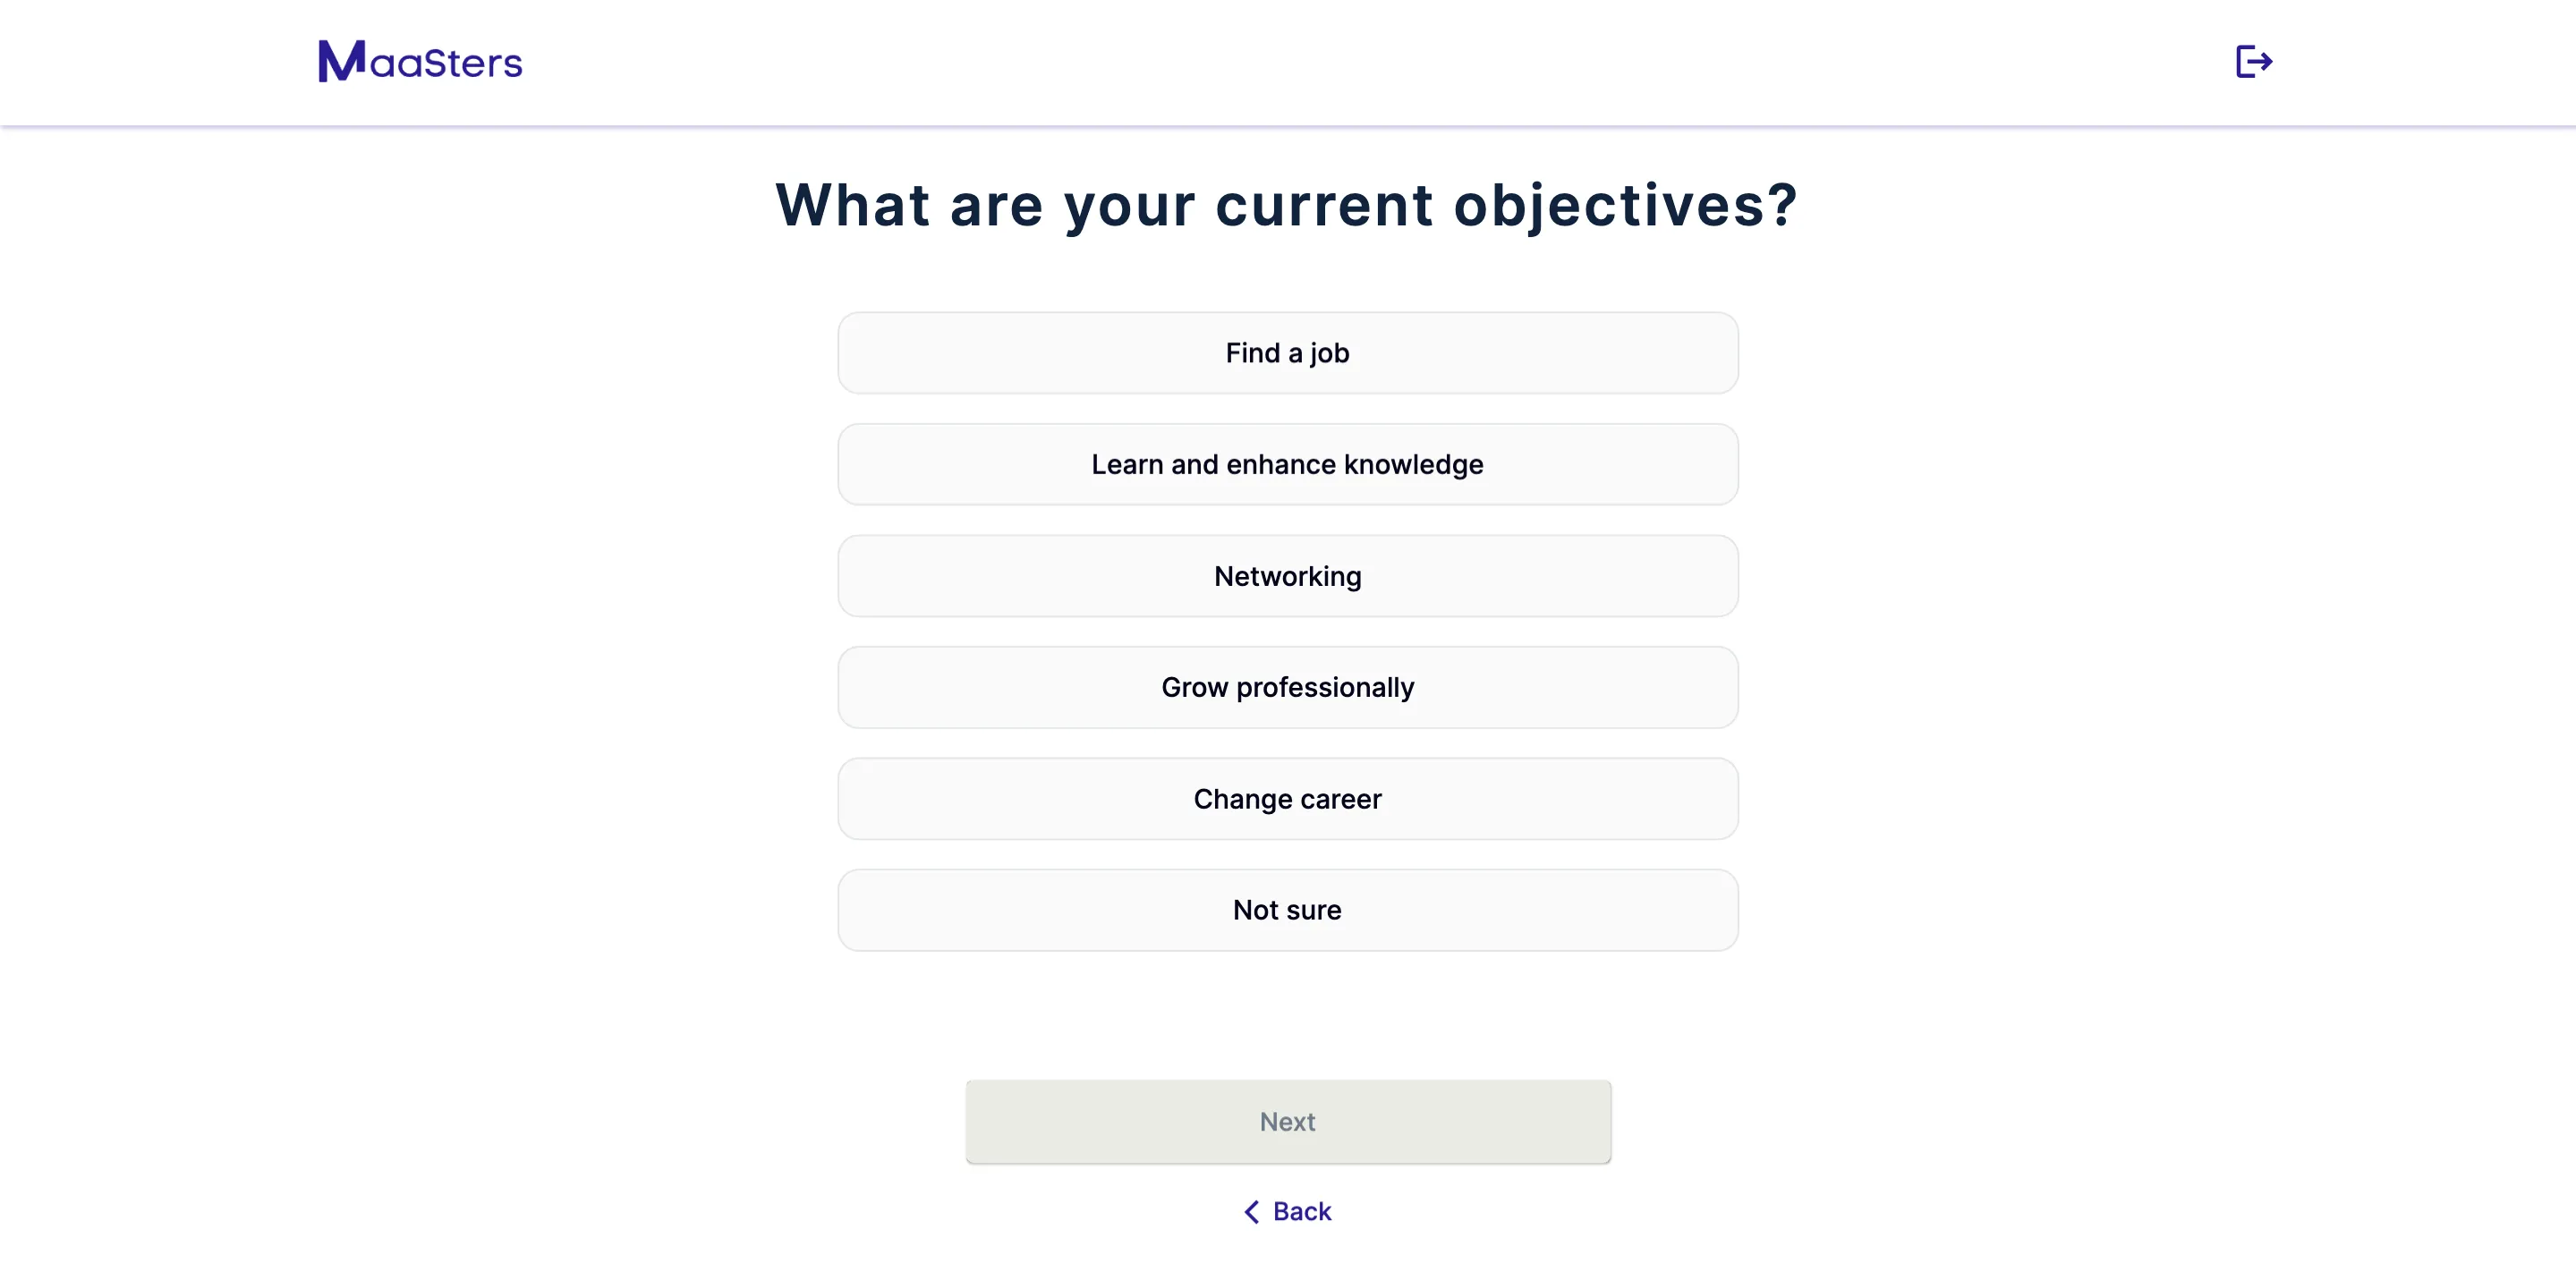 MaaSters
What are your current objectives?
Find a job
Learn and enhance knowledge
Networking
Grow professionally
Change career
Not sure
Next
Back